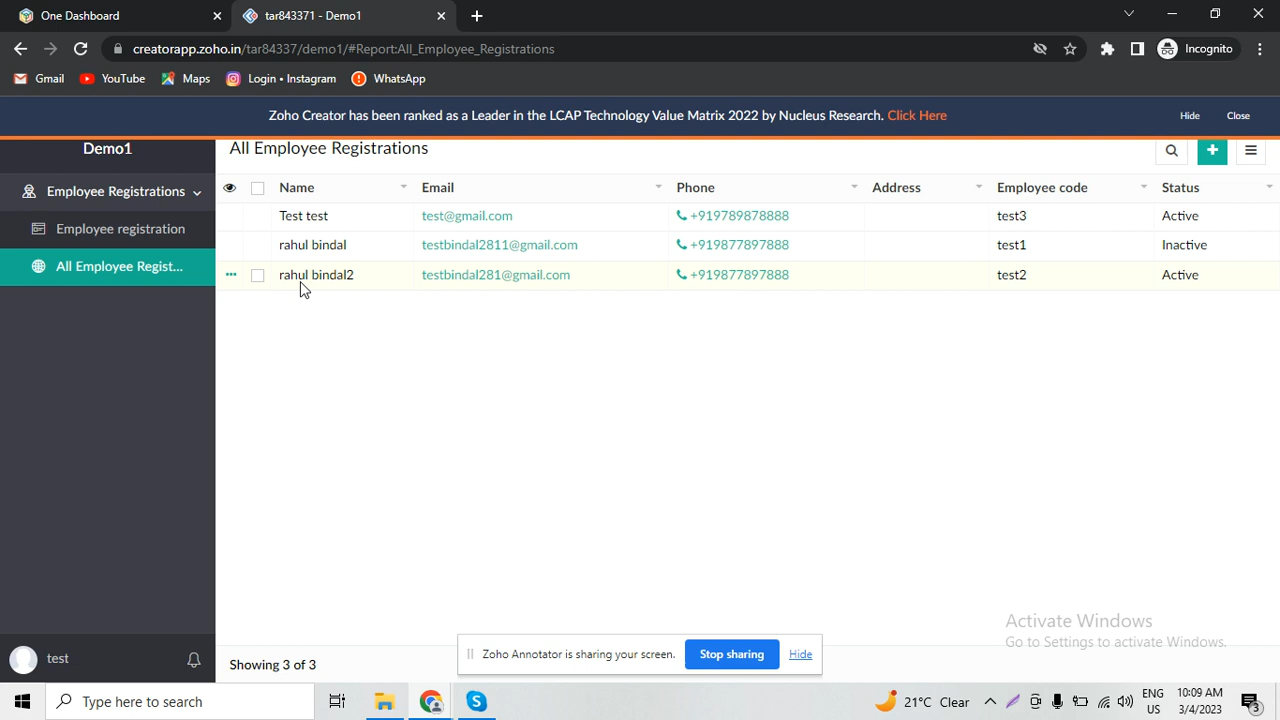 One Dashboard
tar843371 - Demo1
creatorapp.zoho.in/tar84337/demo1/#Report:All_Employee_Registrations
Incognito
Gmail YouTube Maps Login • Instagram WhatsApp
Zoho Creator has been ranked as a Leader in the LCAP Technology Value Matrix 2022 by Nucleus Research. Click Here
Hide Close
Demo1
Employee Registrations
Employee registration
All Employee Regist...
test
All Employee Registrations
Name Email Phone Address Employee code Status
Test test test@gmail.com +919789878888 test3 Active
rahul bindal testbindal2811@gmail.com +919877897888 test1 Inactive
rahul bindal2 testbindal281@gmail.com +919877897888 test2 Active
Activate Windows
Go to Settings to activate Windows.
Showing 3 of 3
Zoho Annotator is sharing your screen. Stop sharing Hide
Type here to search
21°C Clear
ENG
US
10:09 AM
3/4/2023
3